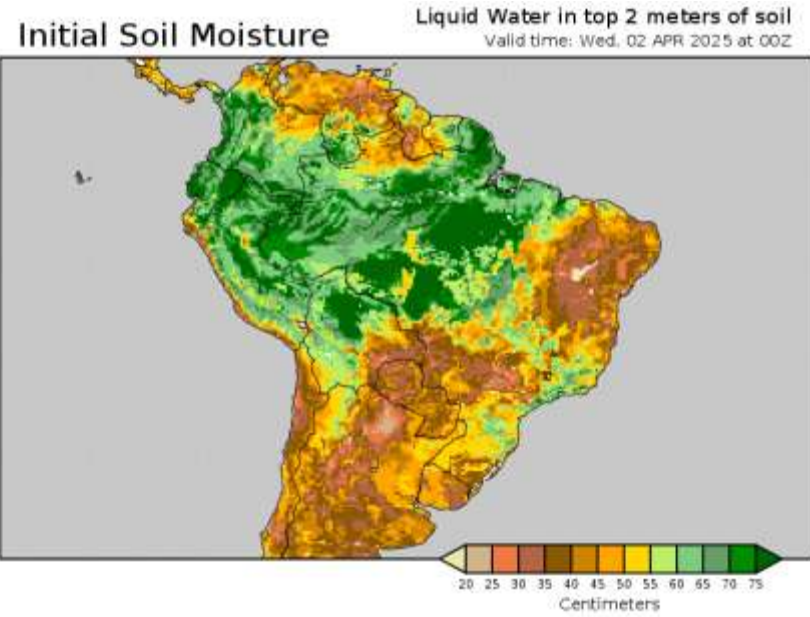 Initial Soil Moisture
Liquid Water in top 2 meters of soil
Valid time: Wed, 02 APR 2025 at 00Z
20 25 30 35 40 45 50 55 60 65 70 75
Centimeters